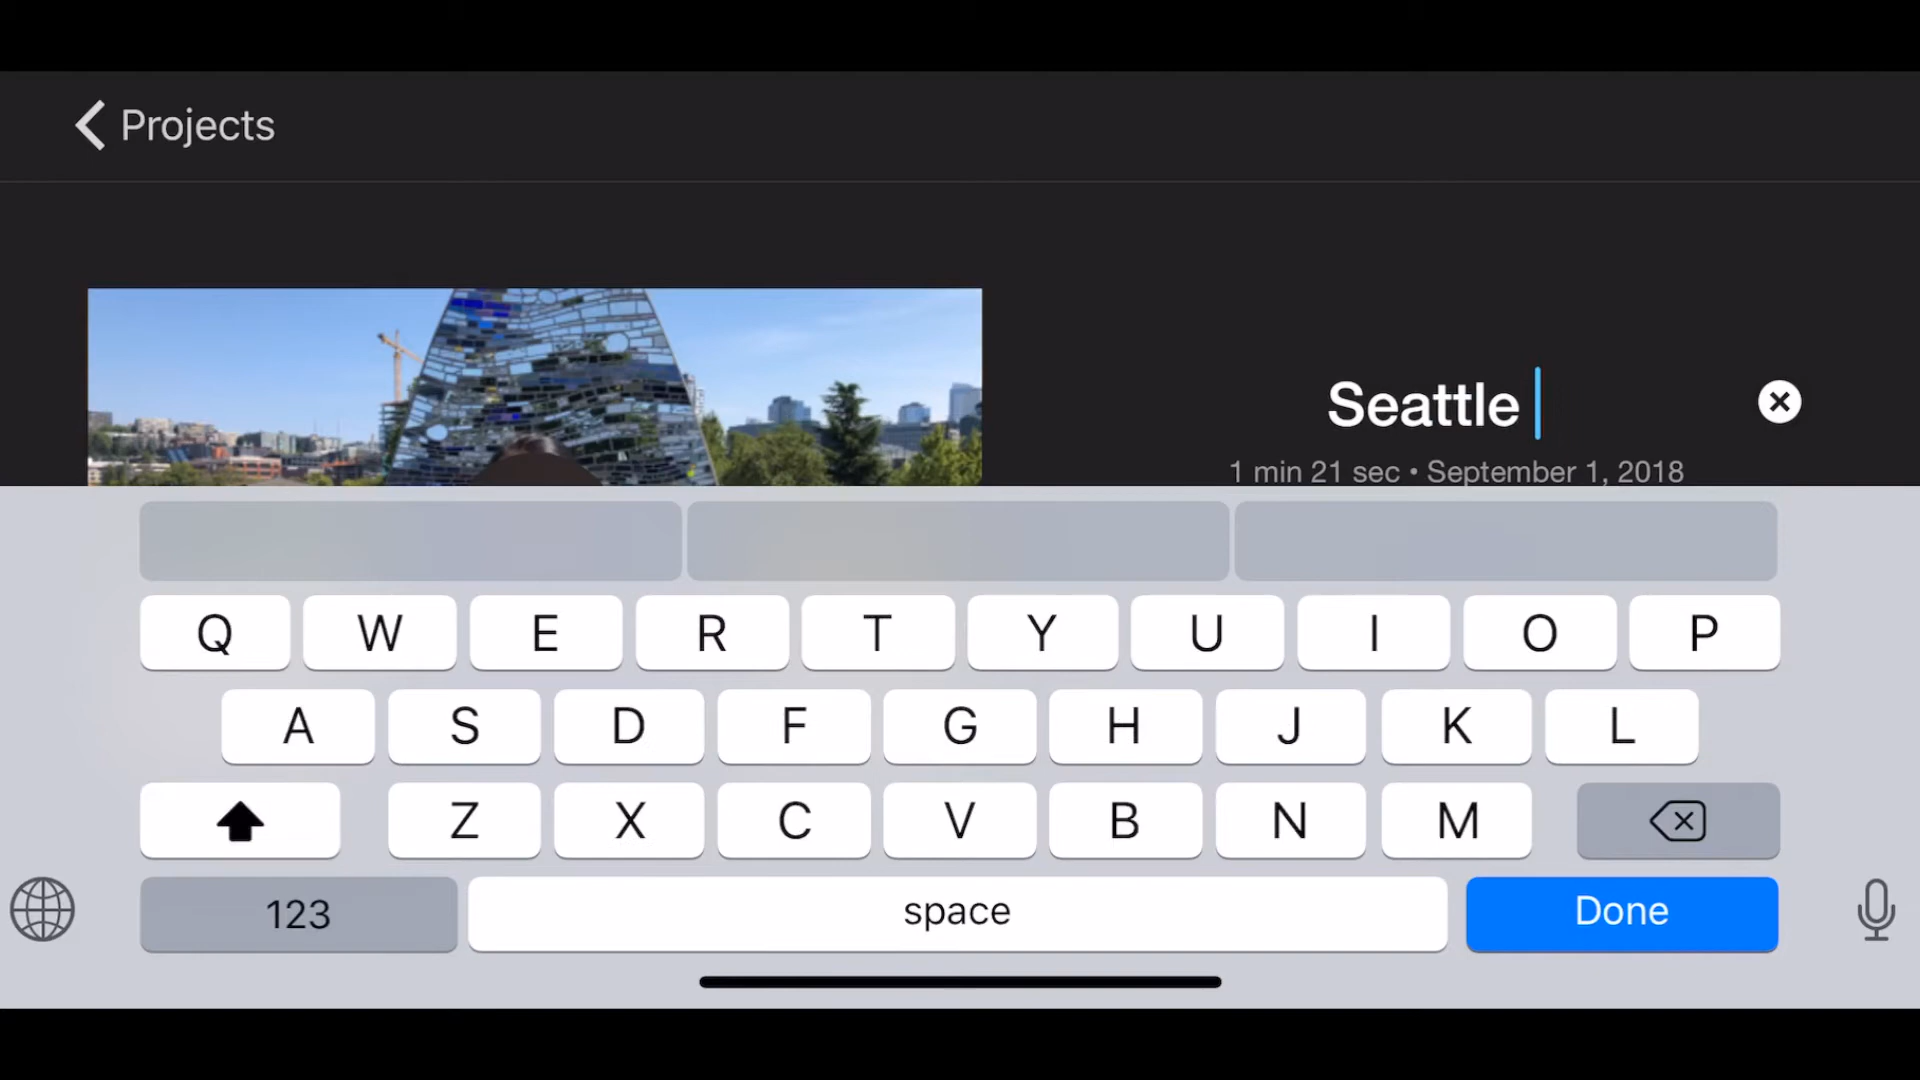 Projects
Seattle
1 min 21 sec • September 1, 2018
Q W E R T Y U I O P
A S D F G H J K L
Z X C V B N M
123 space Done